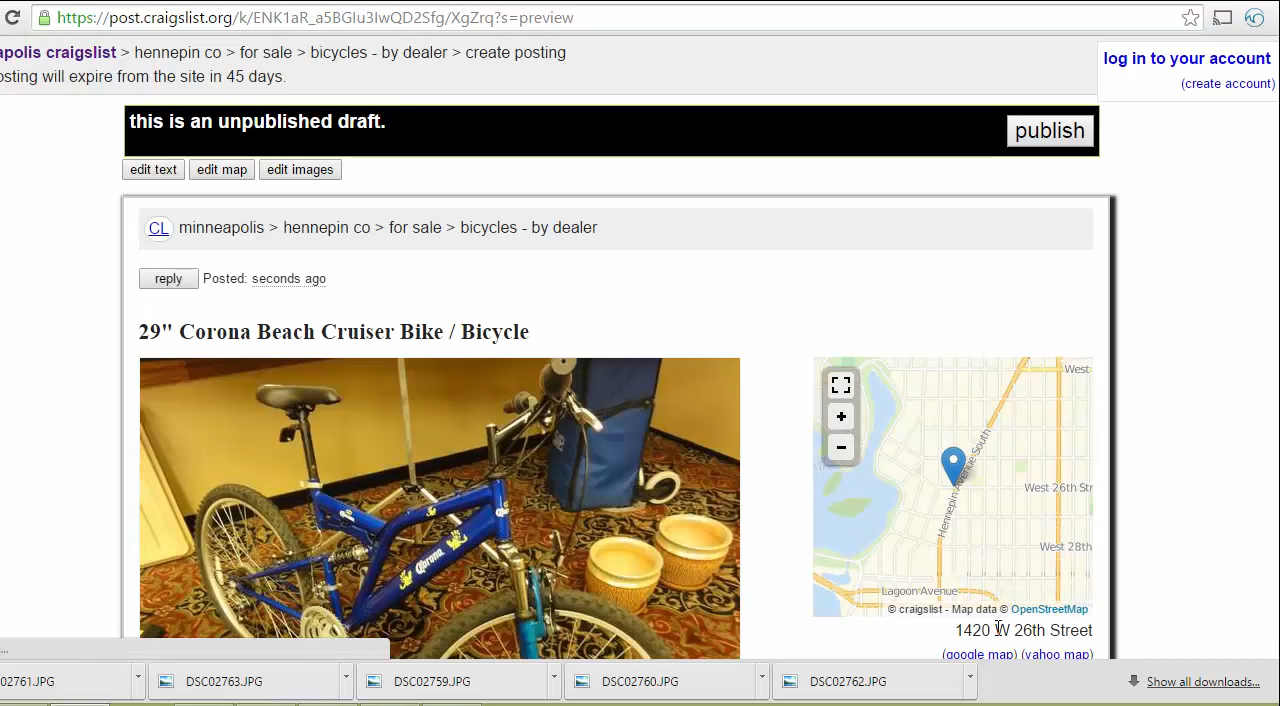 https://post.craigslist.org/k/ENK1aR_a5BGIu3IwQD2Sfg/XgZrq?s=preview
apolis craigslist > hennepin co > for sale > bicycles - by dealer > create posting
osting will expire from the site in 45 days.
log in to your account
(create account)
this is an unpublished draft.
publish
edit text edit map edit images
CL minneapolis > hennepin co > for sale > bicycles - by dealer
reply Posted: seconds ago
29" Corona Beach Cruiser Bike / Bicycle
West
Hennepin Avenue South
West 26th Str
West 28th
Lagoon Avenue
© craigslist - Map data © OpenStreetMap
Corona
1420 W 26th Street
(google map) (yahoo map)
...
02761.JPG DSC02763.JPG DSC02759.JPG DSC02760.JPG DSC02762.JPG Show all downloads...